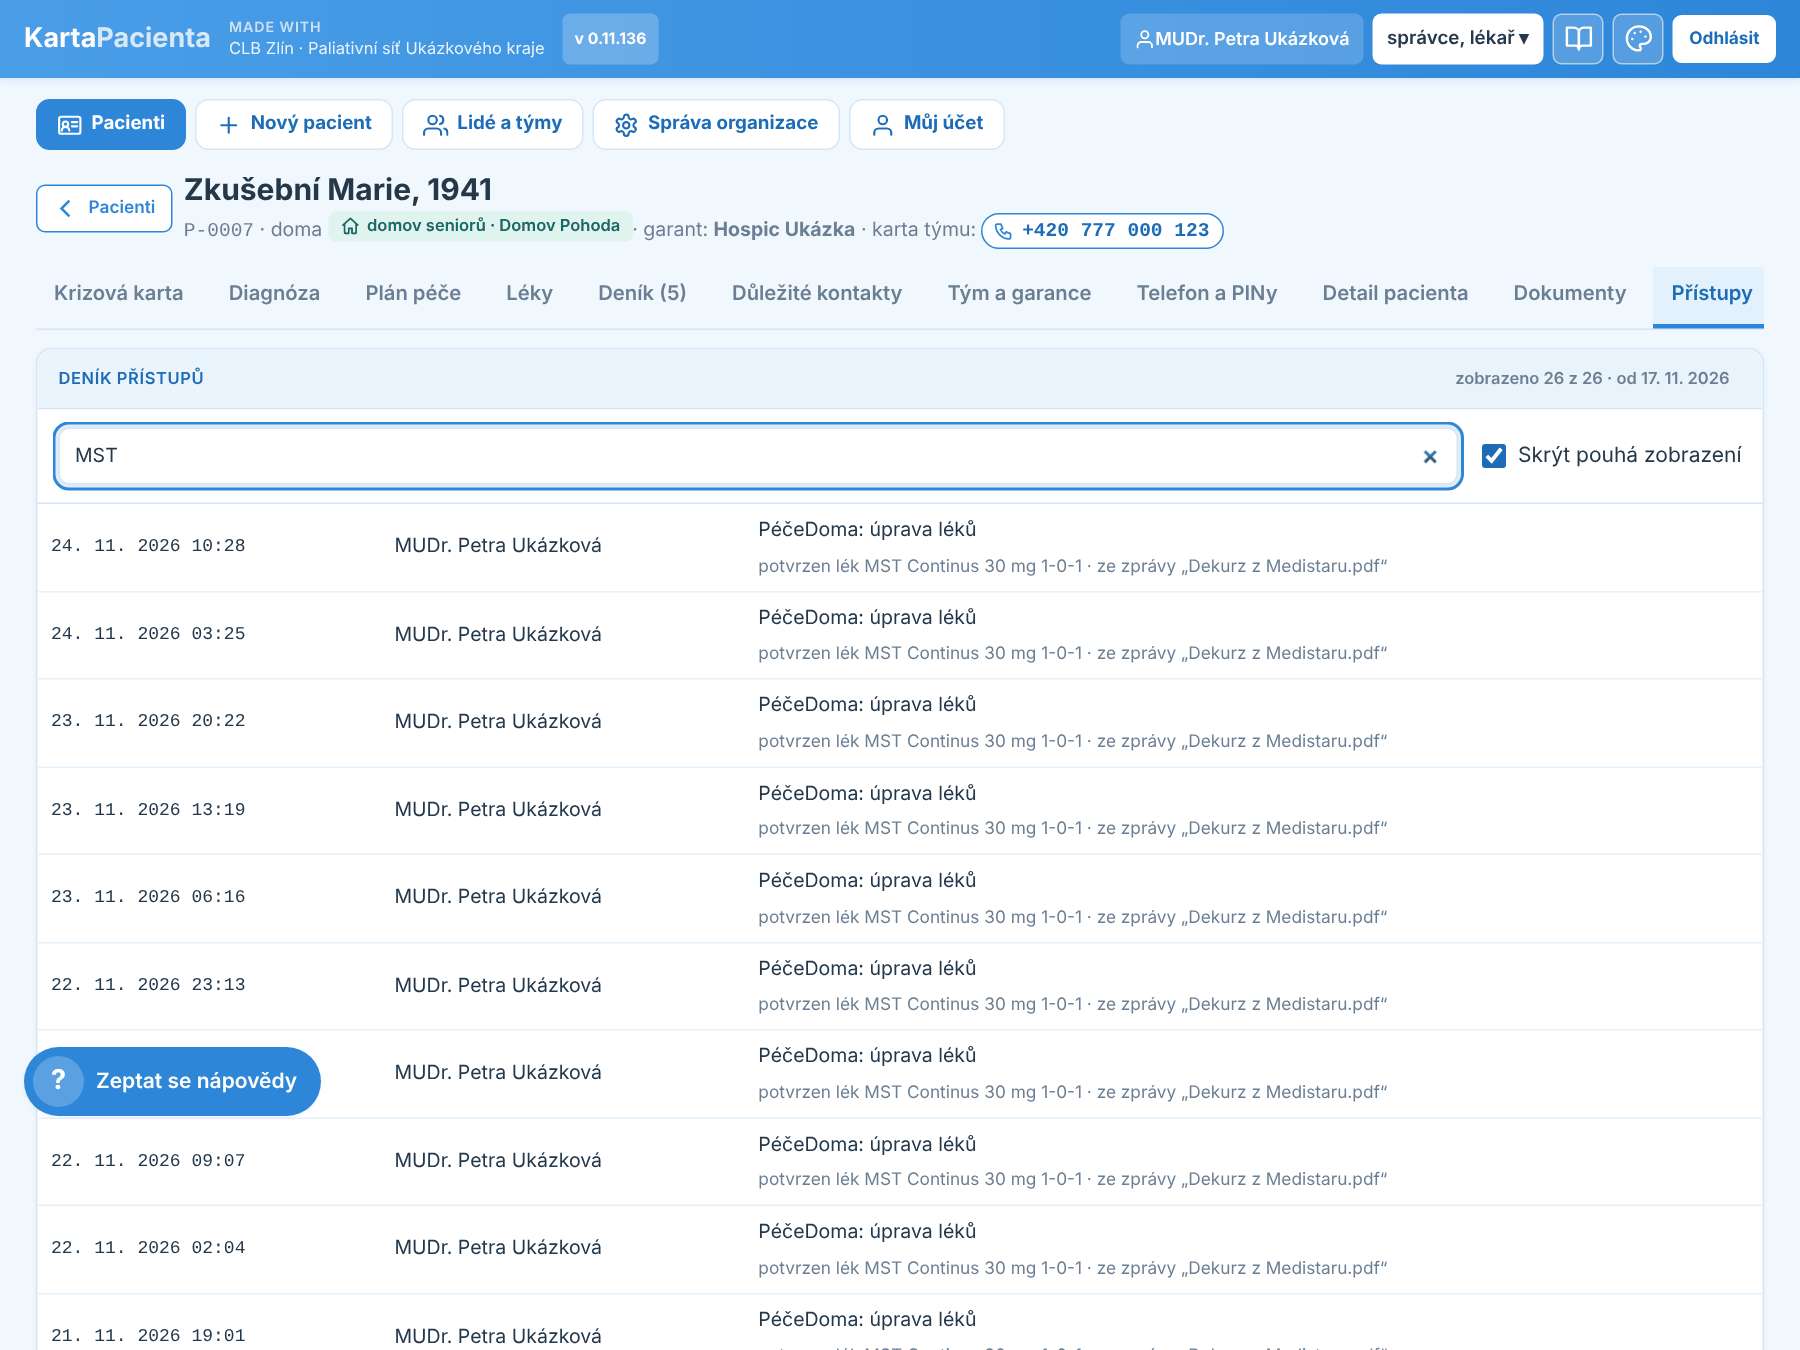 KartaPacienta
MADE WITH
CLB Zlín · Paliativní síť Ukázkového kraje
v 0.11.136
MUDr. Petra Ukázková
správce, lékař ▾
Odhlásit
Pacienti
Nový pacient
Lidé a týmy
Správa organizace
Můj účet
Pacienti
Zkušební Marie, 1941
P-0007 · doma domov seniorů · Domov Pohoda · garant: Hospic Ukázka · karta týmu: +420 777 000 123
Krizová karta
Diagnóza
Plán péče
Léky
Deník (5)
Důležité kontakty
Tým a garance
Telefon a PINy
Detail pacienta
Dokumenty
Přístupy
DENÍK PŘÍSTUPŮ
zobrazeno 26 z 26 · od 17. 11. 2026
MST
×
Skrýt pouhá zobrazení
24. 11. 2026 10:28
MUDr. Petra Ukázková
PéčeDoma: úprava léků
potvrzen lék MST Continus 30 mg 1-0-1 · ze zprávy „Dekurz z Medistaru.pdf“
24. 11. 2026 03:25
MUDr. Petra Ukázková
PéčeDoma: úprava léků
potvrzen lék MST Continus 30 mg 1-0-1 · ze zprávy „Dekurz z Medistaru.pdf“
23. 11. 2026 20:22
MUDr. Petra Ukázková
PéčeDoma: úprava léků
potvrzen lék MST Continus 30 mg 1-0-1 · ze zprávy „Dekurz z Medistaru.pdf“
23. 11. 2026 13:19
MUDr. Petra Ukázková
PéčeDoma: úprava léků
potvrzen lék MST Continus 30 mg 1-0-1 · ze zprávy „Dekurz z Medistaru.pdf“
23. 11. 2026 06:16
MUDr. Petra Ukázková
PéčeDoma: úprava léků
potvrzen lék MST Continus 30 mg 1-0-1 · ze zprávy „Dekurz z Medistaru.pdf“
22. 11. 2026 23:13
MUDr. Petra Ukázková
PéčeDoma: úprava léků
potvrzen lék MST Continus 30 mg 1-0-1 · ze zprávy „Dekurz z Medistaru.pdf“
? Zeptat se nápovědy
MUDr. Petra Ukázková
PéčeDoma: úprava léků
potvrzen lék MST Continus 30 mg 1-0-1 · ze zprávy „Dekurz z Medistaru.pdf“
22. 11. 2026 09:07
MUDr. Petra Ukázková
PéčeDoma: úprava léků
potvrzen lék MST Continus 30 mg 1-0-1 · ze zprávy „Dekurz z Medistaru.pdf“
22. 11. 2026 02:04
MUDr. Petra Ukázková
PéčeDoma: úprava léků
potvrzen lék MST Continus 30 mg 1-0-1 · ze zprávy „Dekurz z Medistaru.pdf“
21. 11. 2026 19:01
MUDr. Petra Ukázková
PéčeDoma: úprava léků